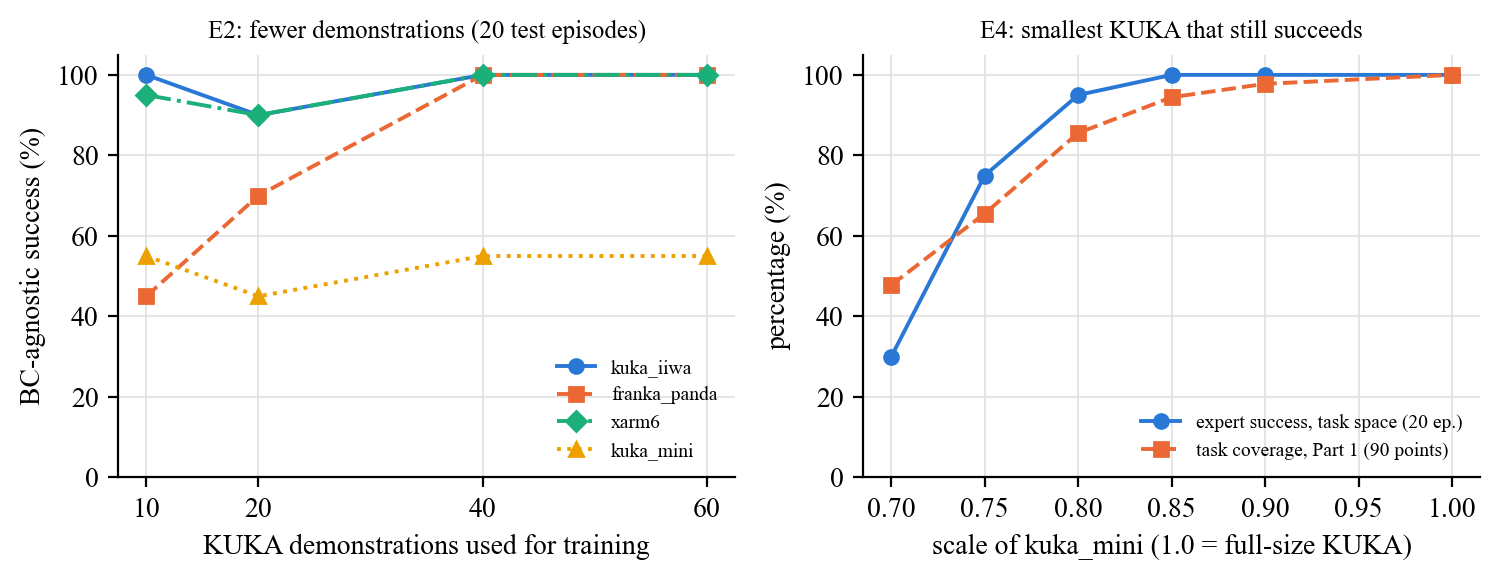 E2: fewer demonstrations (20 test episodes)
BC-agnostic success (%)
100
80
60
40
20
0
10 20 40 60
KUKA demonstrations used for training
kuka_iiwa
franka_panda
xarm6
kuka_mini
E4: smallest KUKA that still succeeds
percentage (%)
100
80
60
40
20
0
0.70 0.75 0.80 0.85 0.90 0.95 1.00
scale of kuka_mini (1.0 = full-size KUKA)
expert success, task space (20 ep.)
task coverage, Part 1 (90 points)